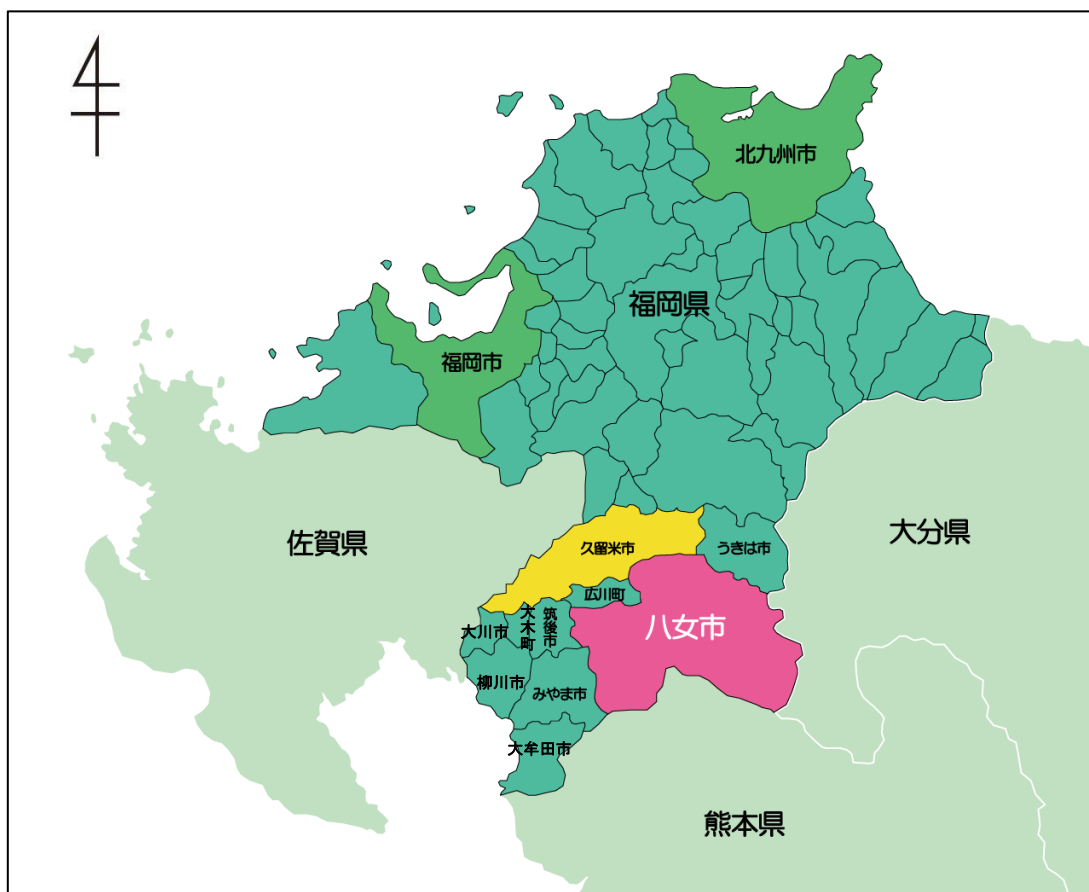 北九州市
福岡県
福岡市
佐賀県
大分県
久留米市
うきは市
広川町
八女市
大川市
大木町
筑後市
柳川市
みやま市
大牟田市
熊本県